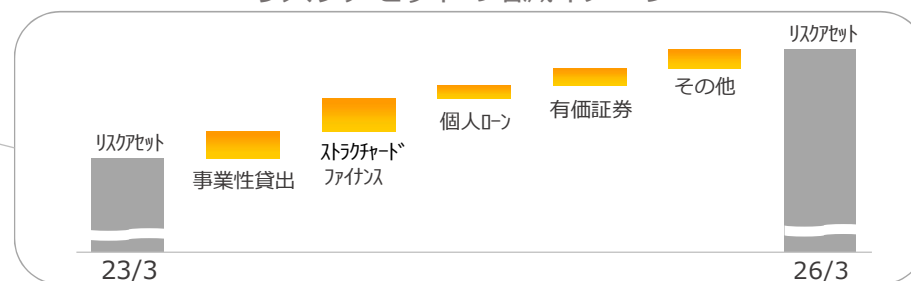 リスクアセット
その他
有価証券
個人ﾛｰﾝ
リスクアセット
ストラクチャード
ファイナンス
事業性貸出
23/3
26/3